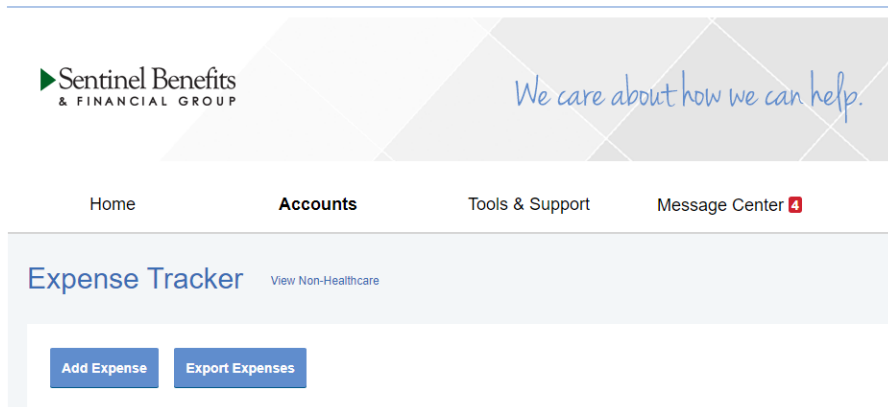 Sentinel Benefits
& FINANCIAL GROUP
We care about how we can help.
Home Accounts Tools & Support Message Center 4
Expense Tracker View Non-Healthcare
Add Expense Export Expenses